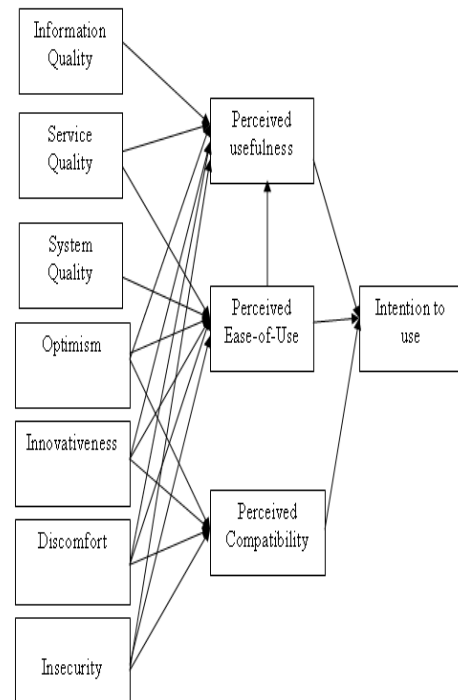 Information
Quality
Service
Quality
System
Quality
Optimism
Innovativeness
Discomfort
Insecurity
Perceived
usefulness
Perceived
Ease-of-Use
Perceived
Compatibility
Intention to
use